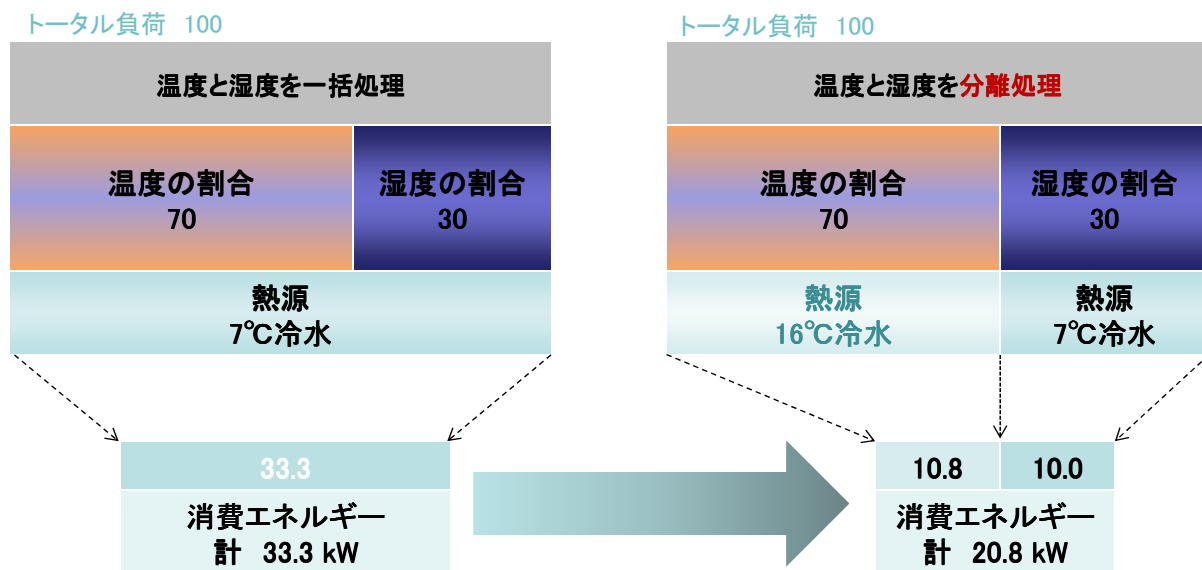 トータル負荷 100
温度と湿度を一括処理
温度の割合
70
湿度の割合
30
熱源
7℃冷水
33.3
消費エネルギー
計 33.3 kW
トータル負荷 100
温度と湿度を分離処理
温度の割合
70
湿度の割合
30
熱源
16℃冷水
熱源
7℃冷水
10.8
10.0
消費エネルギー
計 20.8 kW